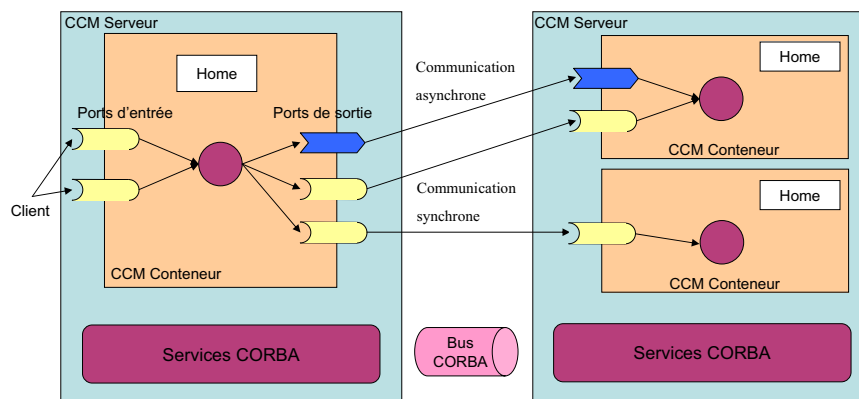 CCM Serveur
Home
Ports d'entrée
Ports de sortie
Client
CCM Conteneur
Services CORBA
Communication
asynchrone
Communication
synchrone
Bus
CORBA
CCM Serveur
Home
CCM Conteneur
Home
CCM Conteneur
Services CORBA